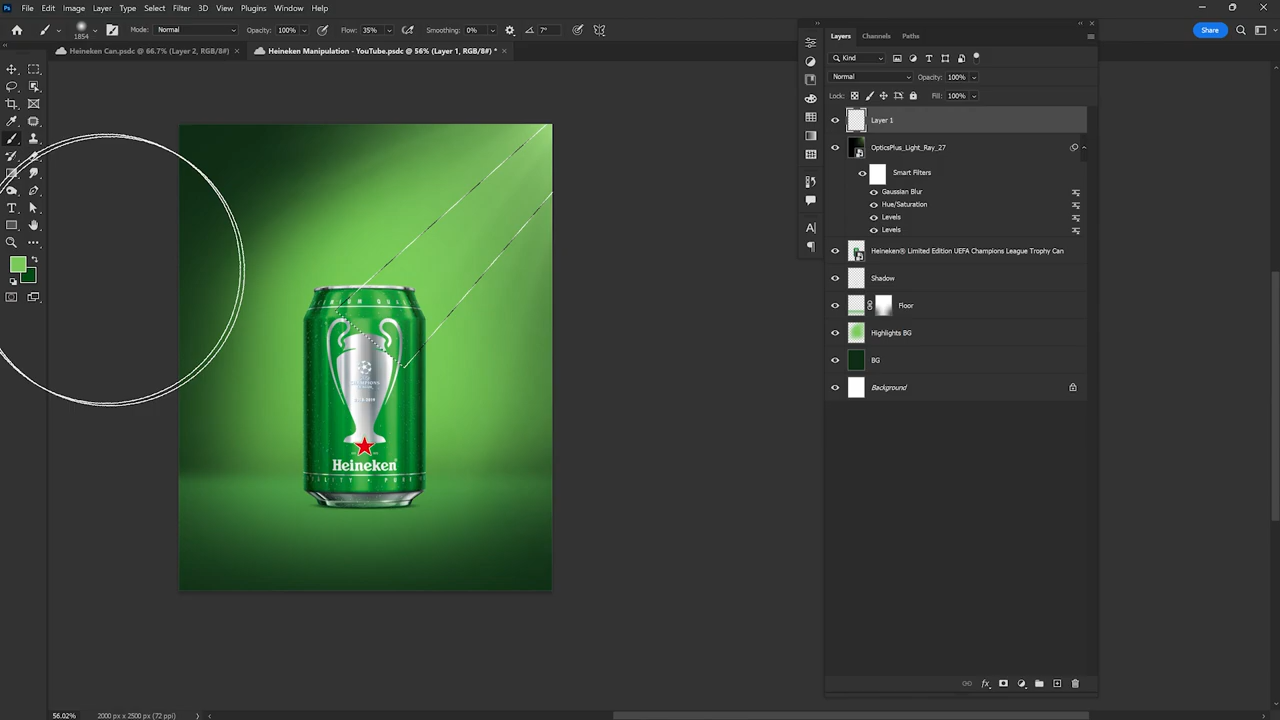 Ps File Edit Image Layer Type Select Filter 3D View Plugins Window Help
1854 Mode: Normal Opacity: 100% Flow: 35% Smoothing: 0% 7° Share
Heineken Can.psdc @ 66.7% (Layer 2, RGB/8#) × Heineken Manipulation - YouTube.psdc @ 56% (Layer 1, RGB/8#) * ×
Layers Channels Paths
Kind
Normal Opacity: 100%
Lock: Fill: 100%
Layer 1
OpticsPlus_Light_Ray_27
Smart Filters
Gaussian Blur
Hue/Saturation
Levels
Levels
Heineken® Limited Edition UEFA Champions League Trophy Can
Shadow
Floor
Highlights BG
BG
Background
Heineken
56.02% 2000 px x 2500 px (72 ppi)